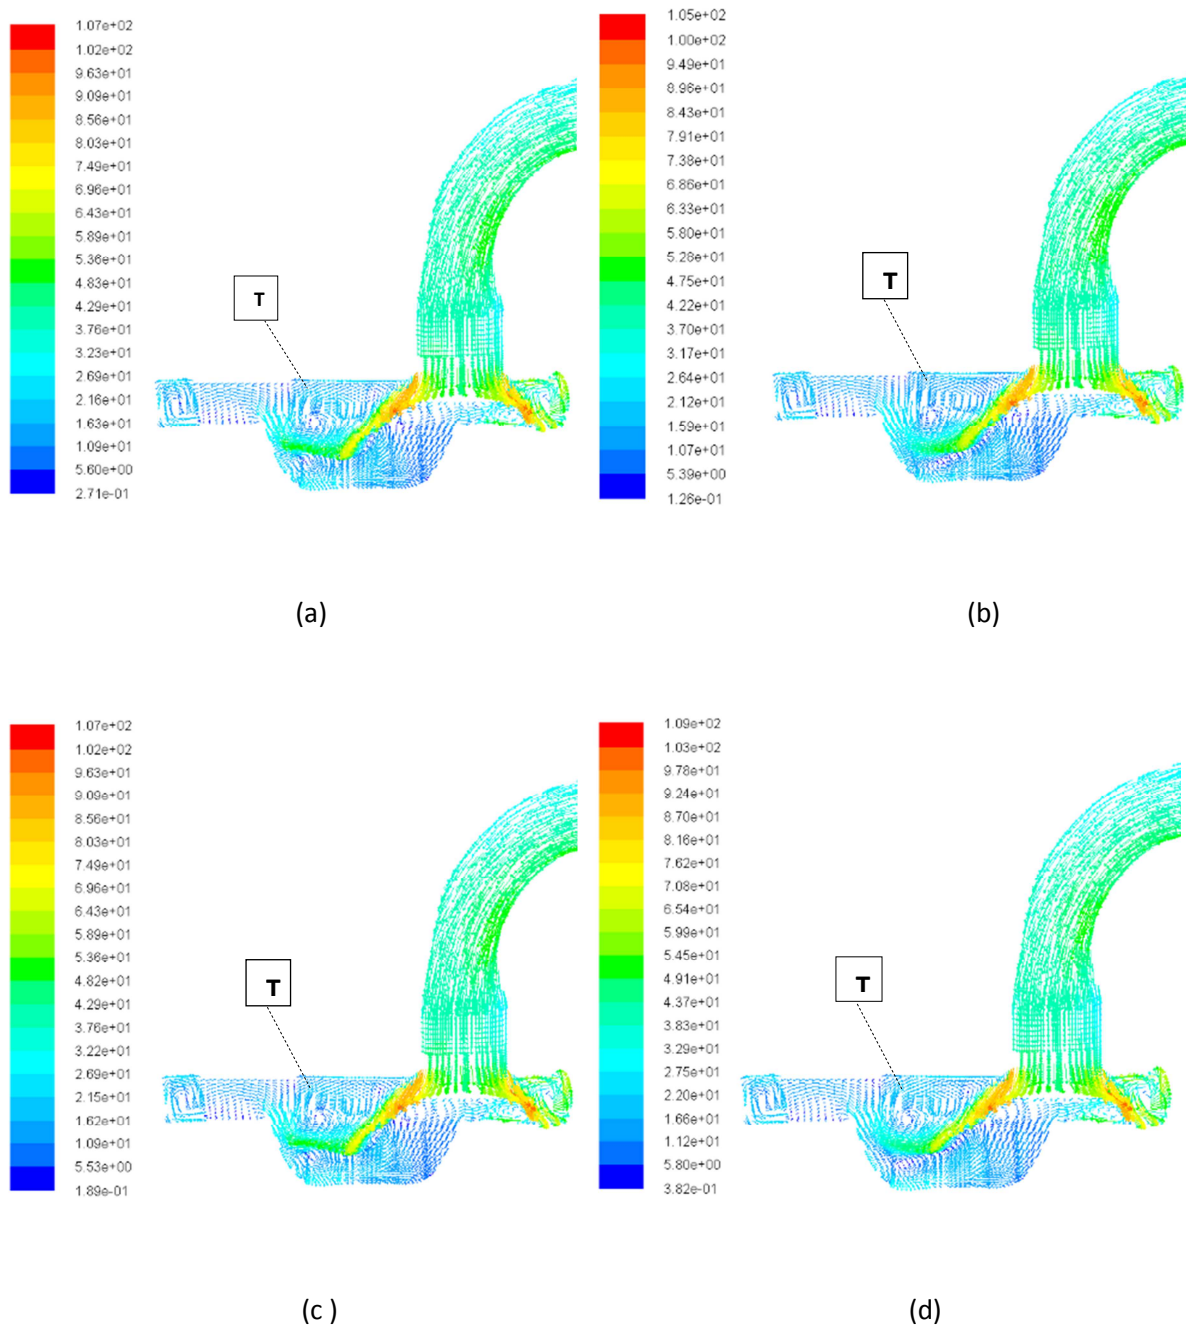 1.07e+02
1.02e+02
9.63e+01
9.09e+01
8.56e+01
8.03e+01
7.49e+01
6.96e+01
6.43e+01
5.89e+01
5.36e+01
4.83e+01
4.29e+01
3.76e+01
3.23e+01
2.69e+01
2.16e+01
1.63e+01
1.09e+01
5.60e+00
2.71e-01
T
(a)
1.05e+02
1.00e+02
9.49e+01
8.96e+01
8.43e+01
7.91e+01
7.38e+01
6.86e+01
6.33e+01
5.80e+01
5.28e+01
4.75e+01
4.22e+01
3.70e+01
3.17e+01
2.64e+01
2.12e+01
1.59e+01
1.07e+01
5.39e+00
1.26e-01
T
(b)
1.07e+02
1.02e+02
9.63e+01
9.09e+01
8.56e+01
8.03e+01
7.49e+01
6.96e+01
6.43e+01
5.89e+01
5.36e+01
4.82e+01
4.29e+01
3.76e+01
3.22e+01
2.69e+01
2.15e+01
1.62e+01
1.09e+01
5.53e+00
1.89e-01
T
(c )
1.09e+02
1.03e+02
9.78e+01
9.24e+01
8.70e+01
8.16e+01
7.62e+01
7.08e+01
6.54e+01
5.99e+01
5.45e+01
4.91e+01
4.37e+01
3.83e+01
3.29e+01
2.75e+01
2.20e+01
1.66e+01
1.12e+01
5.80e+00
3.82e-01
T
(d)